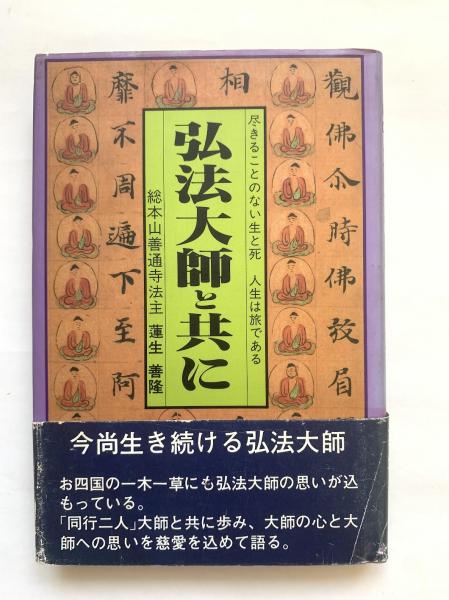 觀佛尒時佛放眉
相
靡不周遍下至阿
尽きることのない生と死 人生は旅である
弘法大師と共に
総本山善通寺法主 蓮生 善隆
今尚生き続ける弘法大師
お四国の一木一草にも弘法大師の思いが込
もっている。
「同行二人」大師と共に歩み、大師の心と大
師への思いを慈愛を込めて語る。